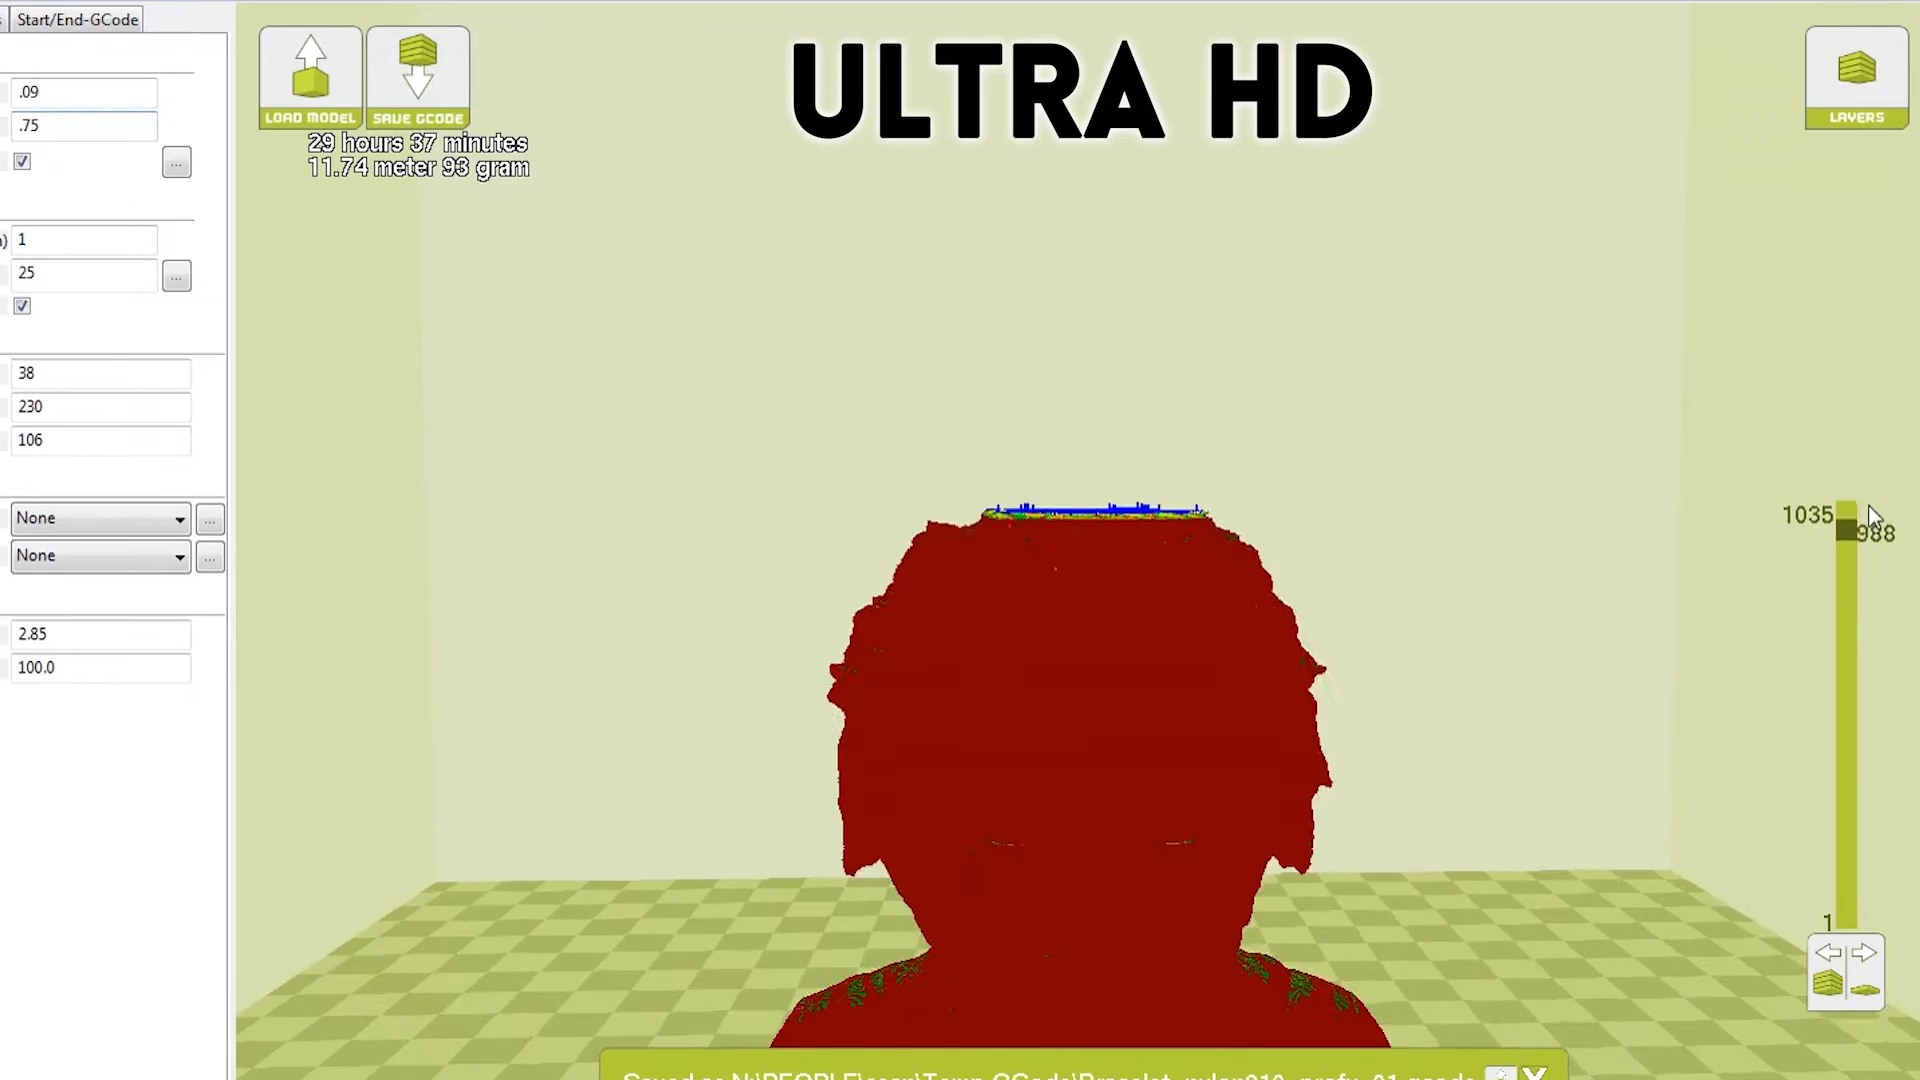 Start/End-GCode
.09
.75
...
1
25
...
38
230
106
None
...
None
...
2.85
100.0
LOAD MODEL
SAVE GCODE
29 hours 37 minutes
11.74 meter 93 gram
ULTRA HD
LAYERS
1035
988
1